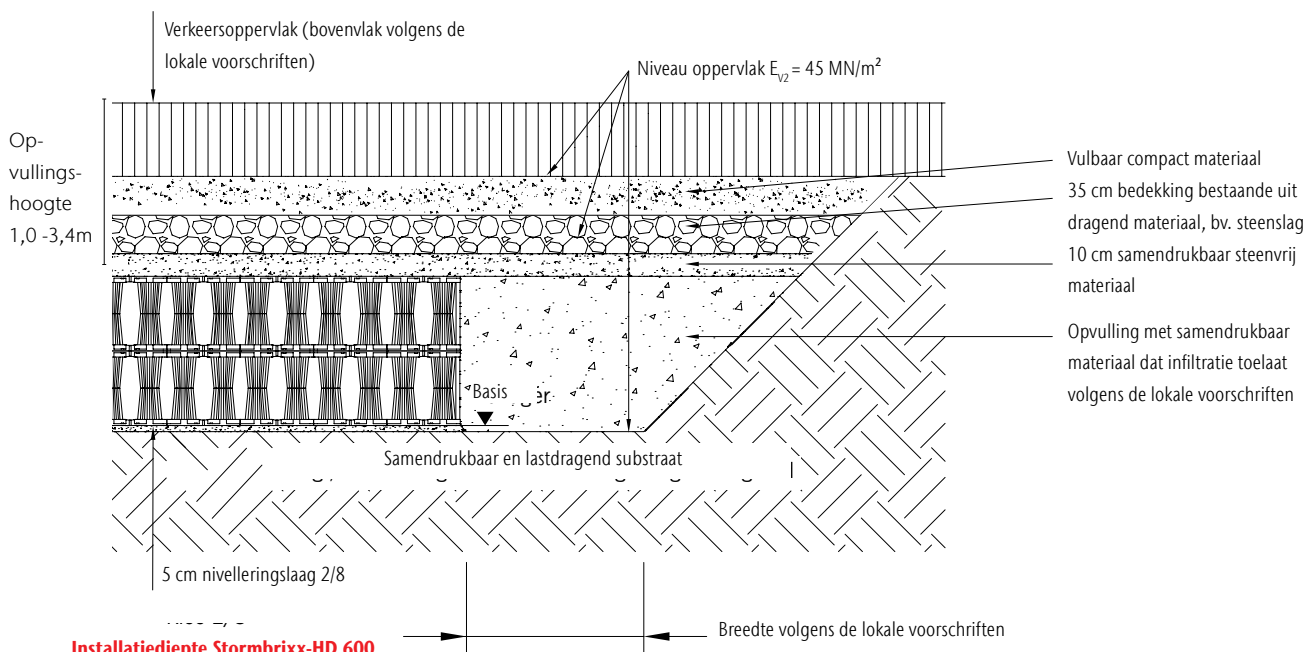 Verkeersoppervlak (bovenvlak volgens de
lokale voorschriften)
Niveau oppervlak E_V2 = 45 MN/m²
Op-
vullings-
hoogte
1,0 -3,4m
Vulbaar compact materiaal
35 cm bedekking bestaande uit
dragend materiaal, bv. steenslag
10 cm samendrukbaar steenvrij
materiaal
Opvulling met samendrukbaar
materiaal dat infiltratie toelaat
volgens de lokale voorschriften
Basis
Samendrukbaar en lastdragend substraat
5 cm nivelleringslaag 2/8
Installatiediepte Stormbrixx-HD 600
Breedte volgens de lokale voorschriften